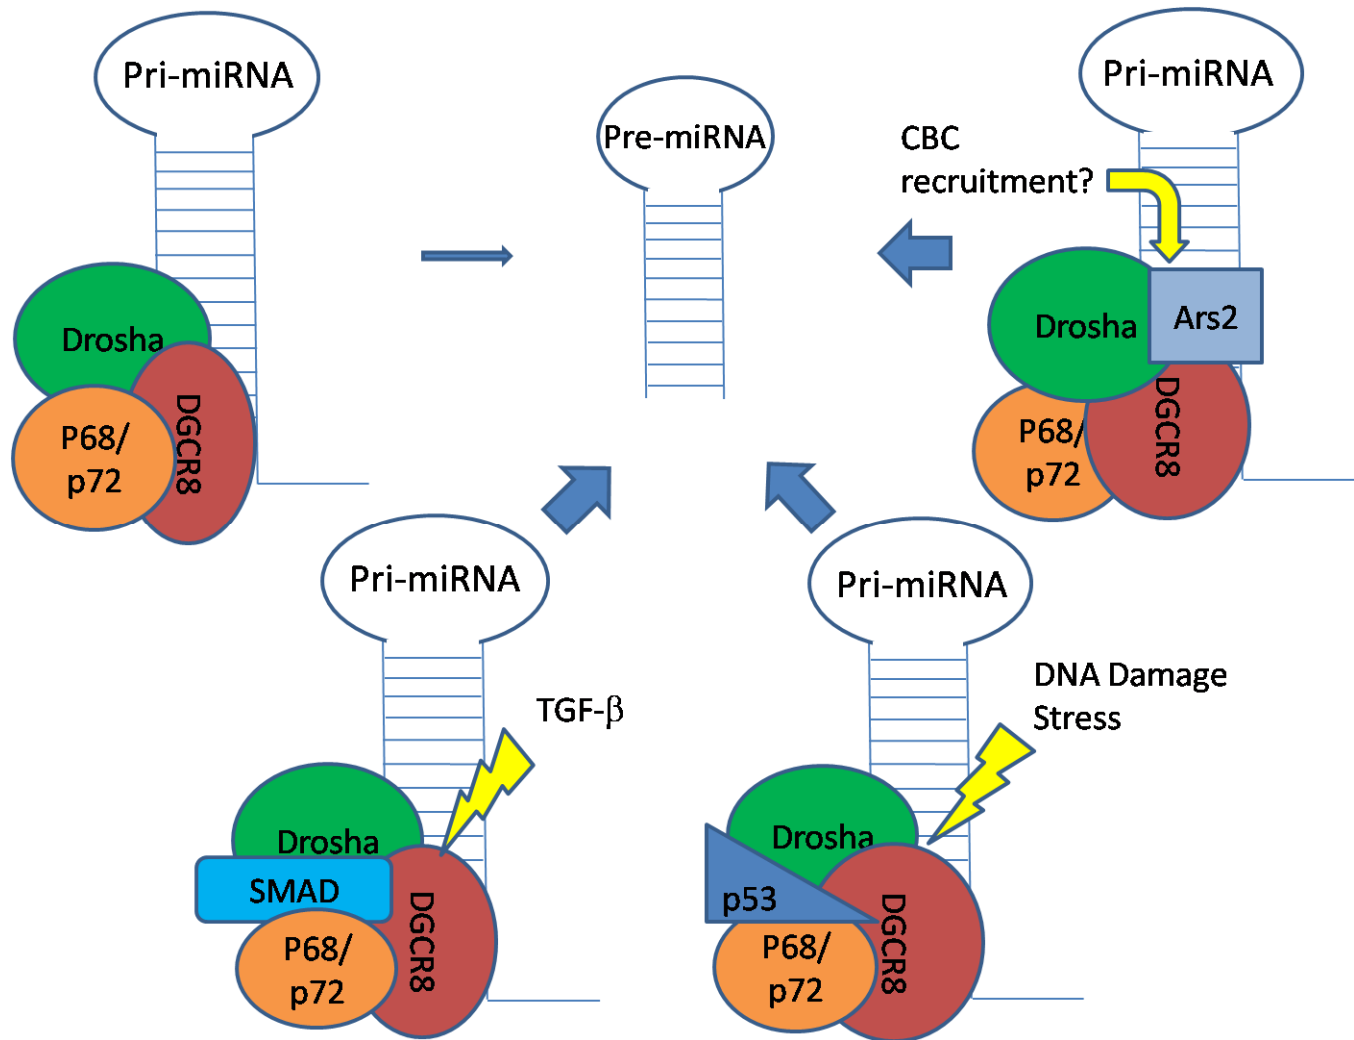 Pri-miRNA
Drosha
P68/
p72
DGCR8
Pre-miRNA
Pri-miRNA
CBC
recruitment?
Drosha
Ars2
P68/
p72
DGCR8
Pri-miRNA
TGF-β
Drosha
SMAD
P68/
p72
DGCR8
Pri-miRNA
DNA Damage
Stress
Drosha
p53
P68/
p72
DGCR8